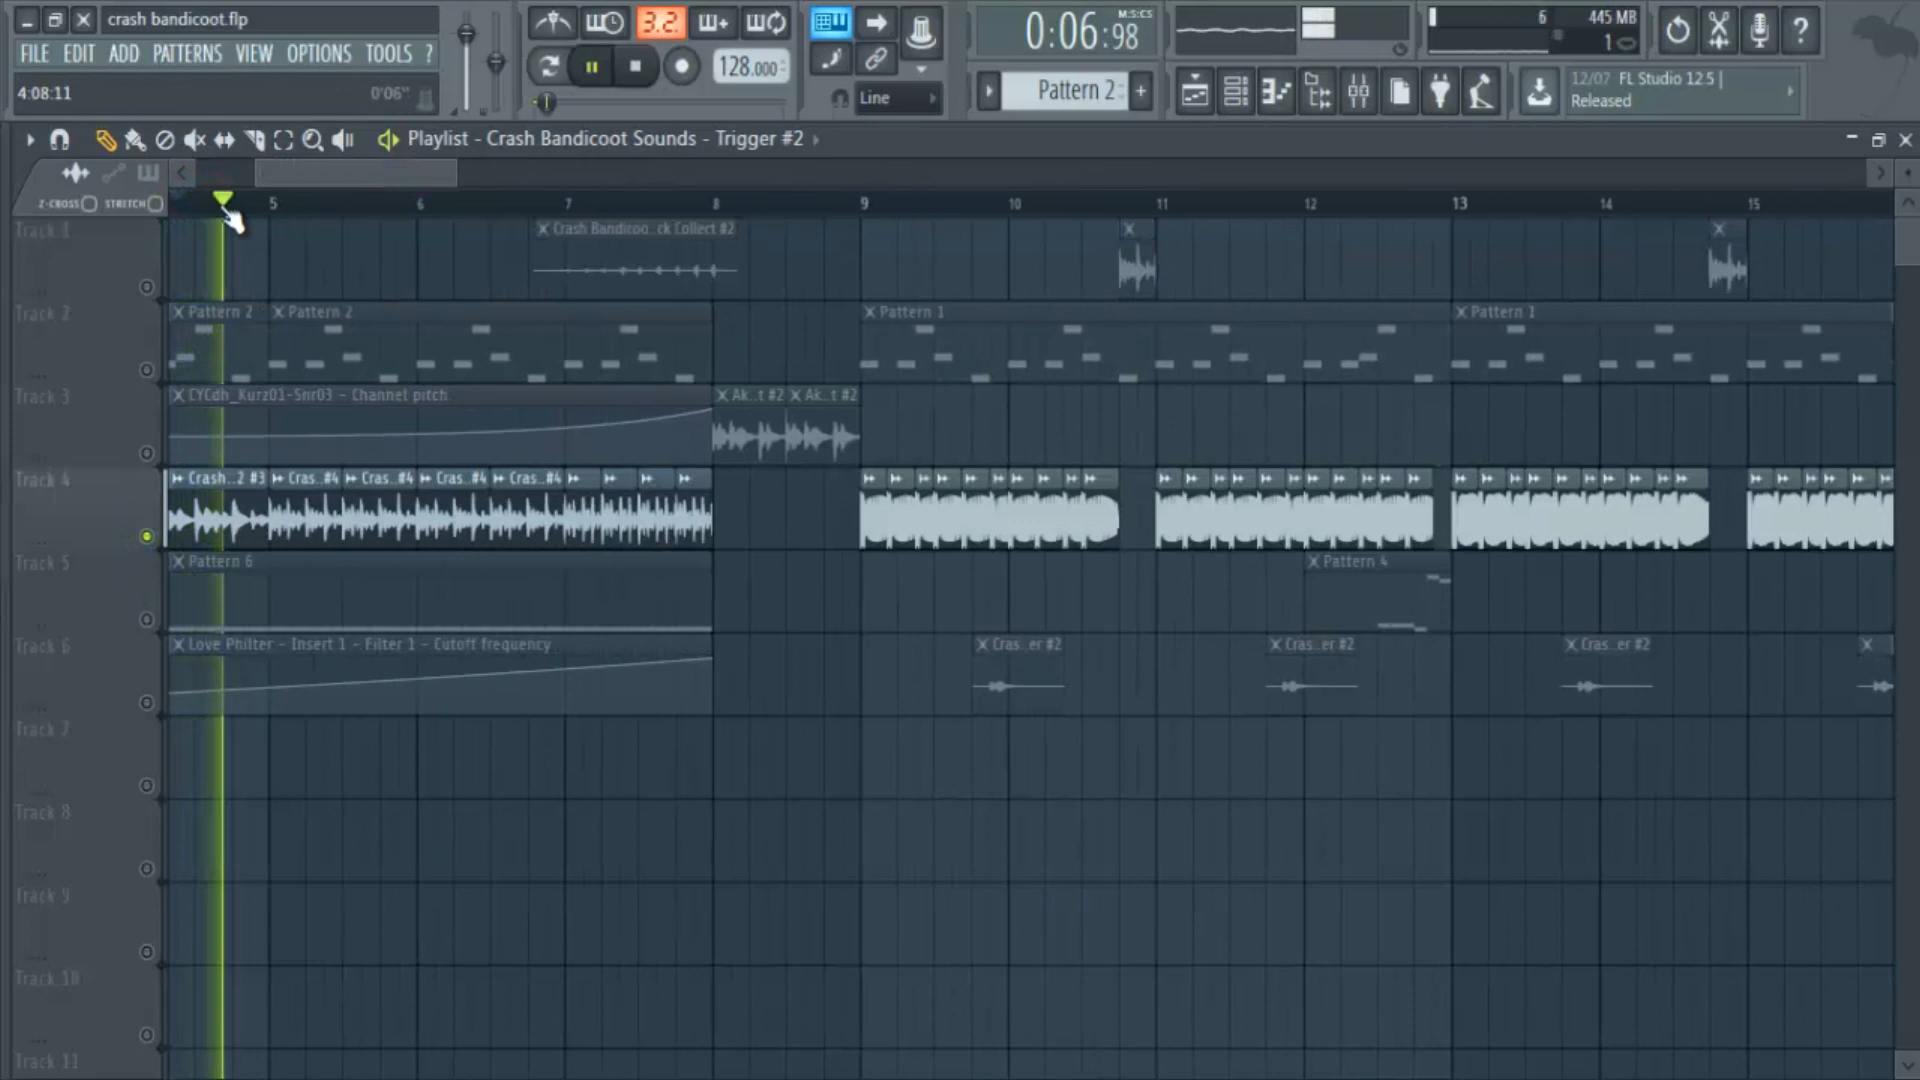 crash bandicoot.flp
FILE EDIT ADD PATTERNS VIEW OPTIONS TOOLS ?
4:08:11 0'06"
3.2.
128.000
Line
0:06:98 M:S:CS
Pattern 2
6 445 MB
1
12/07 FL Studio 12.5 |
Released
Playlist - Crash Bandicoot Sounds - Trigger #2
Z-CROSS STRETCH
5 6 7 8 9 10 11 12 13 14 15
Track 1
Crash Bandicoo..ck Collect #2
Track 2
Pattern 2 Pattern 2 Pattern 1 Pattern 1
Track 3
CYCdh_Kurz01-Snr03 - Channel pitch
Ak..t #2 Ak..t #2
Track 4
Crash..2 #3 Cras..#4 Cras..#4 Cras..#4 Cras..#4
Track 5
Pattern 6 Pattern 4
Track 6
Love Philter - Insert 1 - Filter 1 - Cutoff frequency
Cras..er #2 Cras..er #2 Cras..er #2
Track 7
Track 8
Track 9
Track 10
Track 11